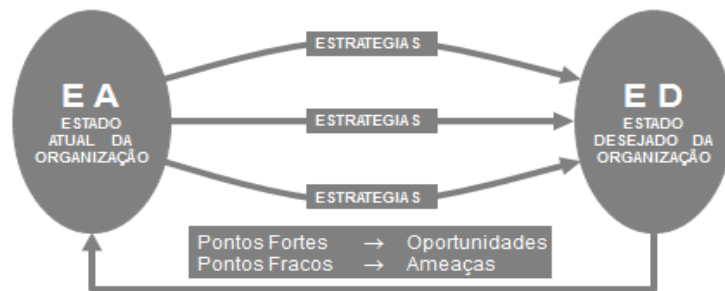 E A
ESTADO
ATUAL DA
ORGANIZAÇÃO
ESTRATEGIAS
ESTRATEGIAS
ESTRATEGIAS
E D
ESTADO
DESEJADO DA
ORGANIZAÇÃO
Pontos Fortes → Oportunidades
Pontos Fracos → Ameaças